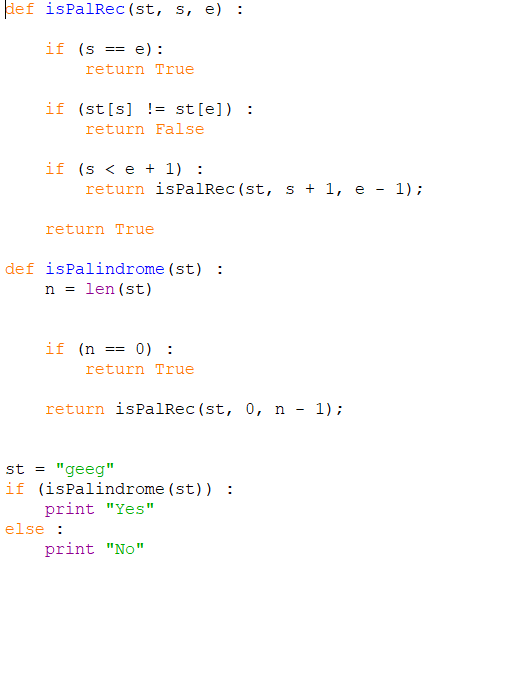 def isPalRec(st, s, e) :
    if (s == e):
        return True
    if (st[s] != st[e]) :
        return False
    if (s < e + 1) :
        return isPalRec(st, s + 1, e - 1);
    return True
def isPalindrome(st) :
    n = len(st)
    if (n == 0) :
        return True
    return isPalRec(st, 0, n - 1);
st = "geeg"
if (isPalindrome(st)) :
    print "Yes"
else :
    print "No"